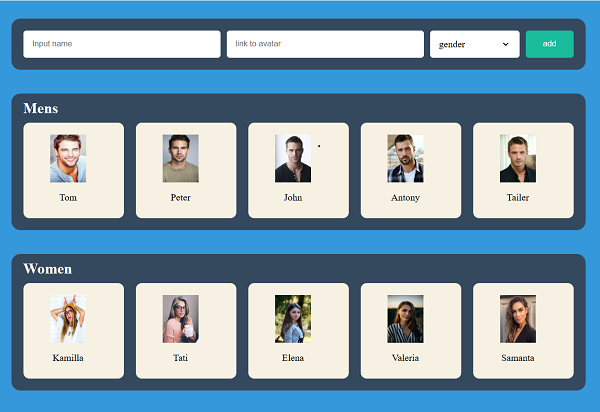 Input name link to avatar gender add
Mens
Tom Peter John Antony Tailer
Women
Kamilla Tati Elena Valeria Samanta